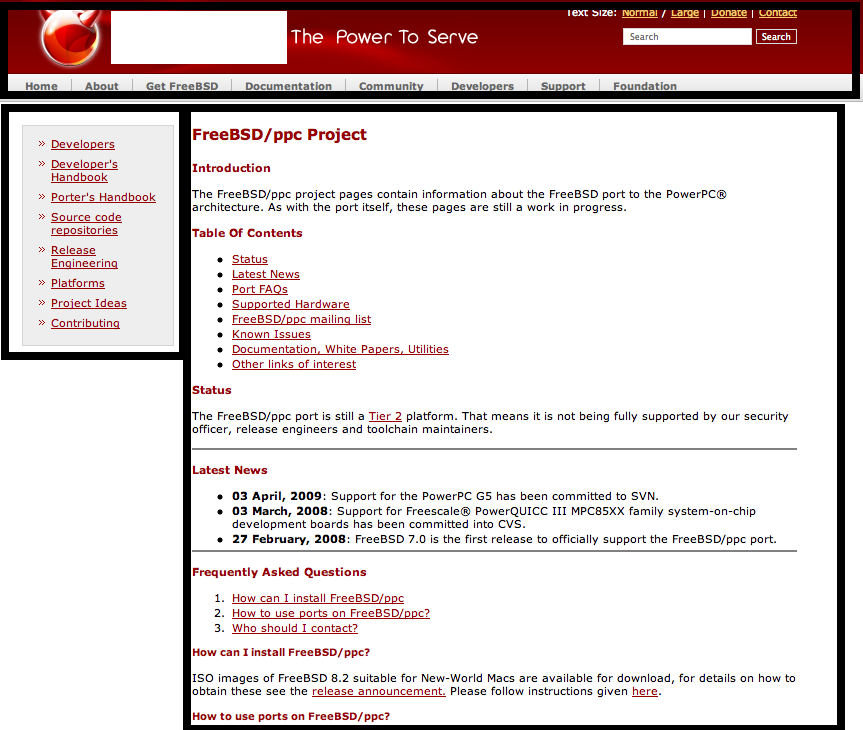 Text Size: Normal / Large | Donate | Contact
The Power To Serve
Search Search
Home About Get FreeBSD Documentation Community Developers Support Foundation
» Developers
» Developer's
Handbook
» Porter's Handbook
» Source code
repositories
» Release
Engineering
» Platforms
» Project Ideas
» Contributing
FreeBSD/ppc Project
Introduction
The FreeBSD/ppc project pages contain information about the FreeBSD port to the PowerPC®
architecture. As with the port itself, these pages are still a work in progress.
Table Of Contents
• Status
• Latest News
• Port FAQs
• Supported Hardware
• FreeBSD/ppc mailing list
• Known Issues
• Documentation, White Papers, Utilities
• Other links of interest
Status
The FreeBSD/ppc port is still a Tier 2 platform. That means it is not being fully supported by our security
officer, release engineers and toolchain maintainers.
Latest News
• 03 April, 2009: Support for the PowerPC G5 has been committed to SVN.
• 03 March, 2008: Support for Freescale® PowerQUICC III MPC85XX family system-on-chip
development boards has been committed into CVS.
• 27 February, 2008: FreeBSD 7.0 is the first release to officially support the FreeBSD/ppc port.
Frequently Asked Questions
1. How can I install FreeBSD/ppc
2. How to use ports on FreeBSD/ppc?
3. Who should I contact?
How can I install FreeBSD/ppc?
ISO images of FreeBSD 8.2 suitable for New-World Macs are available for download, for details on how to
obtain these see the release announcement. Please follow instructions given here.
How to use ports on FreeBSD/ppc?